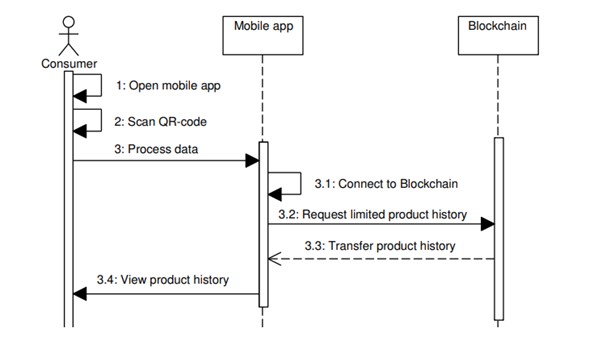 Mobile app
Blockchain
Consumer
1: Open mobile app
2: Scan QR-code
3: Process data
3.1: Connect to Blockchain
3.2: Request limited product history
3.3: Transfer product history
3.4: View product history